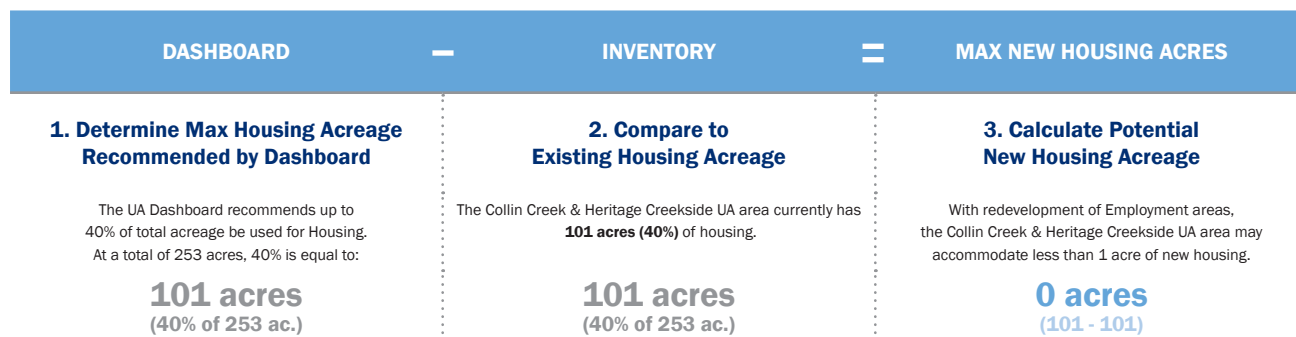 DASHBOARD – INVENTORY = MAX NEW HOUSING ACRES
1. Determine Max Housing Acreage
Recommended by Dashboard
The UA Dashboard recommends up to
40% of total acreage be used for Housing.
At a total of 253 acres, 40% is equal to:
101 acres
(40% of 253 ac.)
2. Compare to
Existing Housing Acreage
The Collin Creek & Heritage Creekside UA area currently has
101 acres (40%) of housing.
101 acres
(40% of 253 ac.)
3. Calculate Potential
New Housing Acreage
With redevelopment of Employment areas,
the Collin Creek & Heritage Creekside UA area may
accommodate less than 1 acre of new housing.
0 acres
(101 - 101)